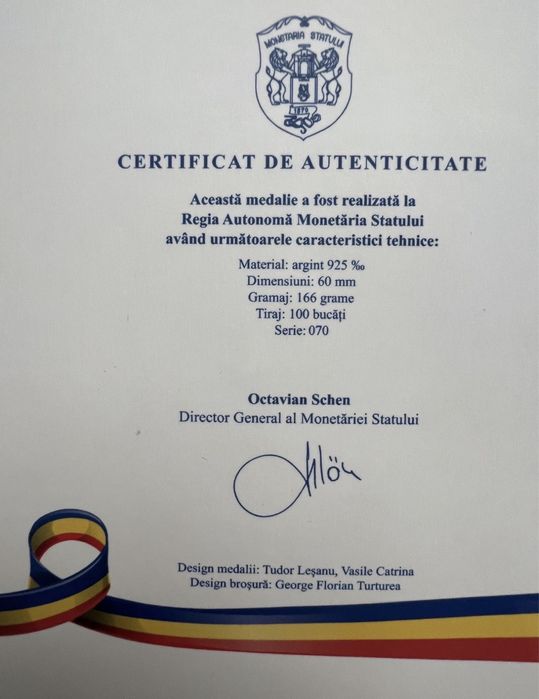 MONETARIA STATULUI
1870
CERTIFICAT DE AUTENTICITATE
Această medalie a fost realizată la
Regia Autonomă Monetăria Statului
având următoarele caracteristici tehnice:
Material: argint 925 ‰
Dimensiuni: 60 mm
Gramaj: 166 grame
Tiraj: 100 bucăți
Serie: 070
Octavian Schen
Director General al Monetăriei Statului
Design medalii: Tudor Leșanu, Vasile Catrina
Design broșură: George Florian Turturea